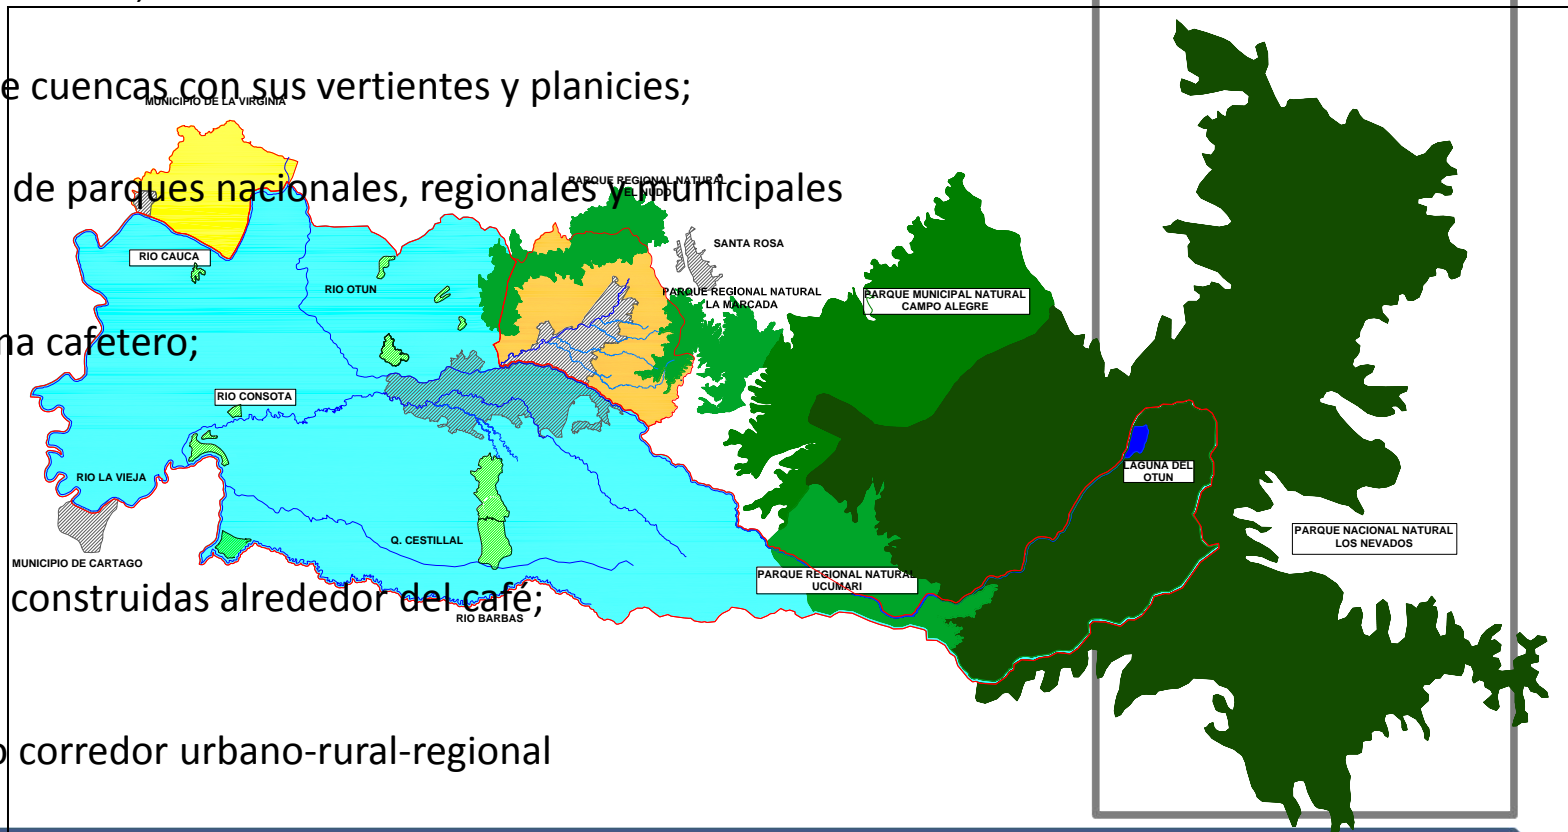 e cuencas con sus vertientes y planicies;
MUNICIPIO DE LA VIRGINIA
de parques nacionales, regionales y municipales
PARQUE REGIONAL NATURAL
EL NUDO
SANTA ROSA
RIO CAUCA
RIO OTUN
PARQUE REGIONAL NATURAL
LA MARCADA
PARQUE MUNICIPAL NATURAL
CAMPO ALEGRE
na cafetero;
RIO CONSOTA
RIO LA VIEJA
LAGUNA DEL
OTUN
PARQUE NACIONAL NATURAL
LOS NEVADOS
Q. CESTILLAL
MUNICIPIO DE CARTAGO
PARQUE REGIONAL NATURAL
UCUMARI
construidas alrededor del café;
RIO BARBAS
o corredor urbano-rural-regional